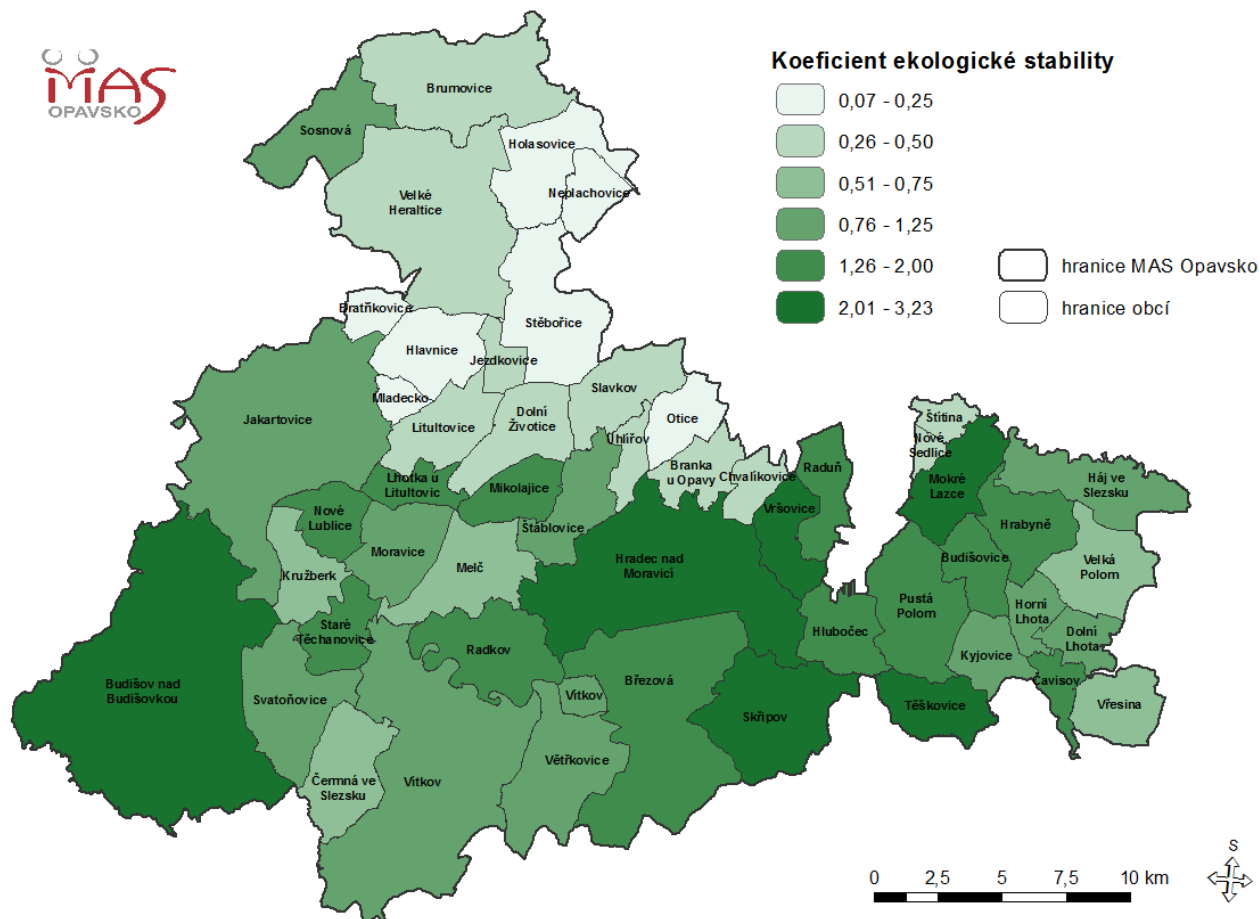 MAS
OPAVSKO
Koeficient ekologické stability
0,07 - 0,25
0,26 - 0,50
0,51 - 0,75
0,76 - 1,25
1,26 - 2,00
2,01 - 3,23
hranice MAS Opavsko
hranice obcí
Brumovice
Sosnová
Holasovice
Velké
Heraltice
Neplachovice
Bratříkovice
Stěbořice
Hlavnice
Jezdkovice
Slavkov
Mladecko
Jakartovice
Litultovice
Dolní
Životice
Otice
Uhlířov
Branka
u Opavy
Chvalíkovice
Raduň
Štítina
Nové
Sedlice
Mokré
Lazce
Háj ve
Slezsku
Lhotka u
Litultovic
Mikolajice
Vršovice
Nové
Lublice
Štáblovice
Hrabyně
Moravice
Hradec nad
Moravicí
Budišovice
Velká
Polom
Kružberk
Melč
Pustá
Polom
Horní
Lhota
Staré
Těchanovice
Hlubočec
Dolní
Lhota
Radkov
Kyjovice
Budišov nad
Budišovkou
Svatoňovice
Vítkov
Březová
Čavisov
Skřipov
Těškovice
Vřesina
Větřkovice
Čermná ve
Slezsku
Vítkov
S
0 2,5 5 7,5 10 km